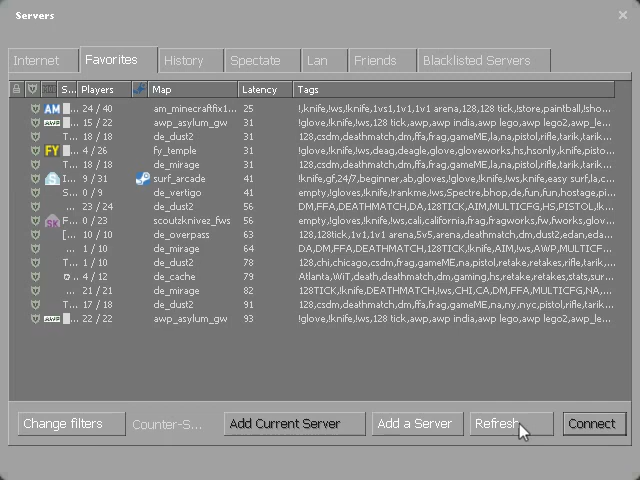 Servers
Internet Favorites History Spectate Lan Friends Blacklisted Servers
S... Players Map Latency Tags
AM 24 / 40 am_minecraftfix1... 25 !,knife,!ws,!knife,1vs1,1v1,1v1 arena,128,128 tick,!store,paintball,!sho...
AWP 15 / 22 awp_asylum_gw 31 !glove,!knife,!ws,128 tick,awp,awp india,awp lego,awp lego2,awp_le...
T... 18 / 18 de_dust2 31 128,csdm,deathmatch,dm,ffa,frag,gameME,la,na,pistol,rifle,tarik,tarik...
FY 4 / 26 fy_temple 31 !glove,!knife,!ws,deag,deagle,glove,gloveworks,hs,hsonly,knife,pisto...
T... 18 / 18 de_mirage 31 128,csdm,deathmatch,dm,ffa,frag,gameME,la,na,pistol,rifle,tarik,tarik...
S I... 9 / 31 surf_arcade 41 !knife,gf,24/7,beginner,ab,gloves,!glove,!knife,!ws,knife,easy surf,la,c...
S... 0 / 9 de_vertigo 41 empty,!gloves,!knife,!rankme,!ws,Spectre,bhop,de,fun,fun,hostage,pi...
... 23 / 24 de_dust2 56 DM,FFA,DEATHMATCH,DA,128TICK,AIM,MULTICFG,HS,PISTOL,!k...
SK F... 0 / 23 scoutzknivez_fws 56 empty,!gloves,!knife,!ws,cali,california,frag,fragworks,fw,fworks,glov...
[... 10 / 10 de_overpass 63 128,128tick,1v1,1v1 arena,5v5,arena,deathmatch,dm,dust2,edan,eda...
... 1 / 10 de_mirage 64 DA,DM,FFA,DEATHMATCH,128TICK,!knife,AIM,!ws,AWP,MULTICF...
T... 1 / 10 de_dust2 78 128,chi,chicago,csdm,frag,gameME,na,pistol,retake,retakes,rifle,tarik...
... 4 / 12 de_cache 79 Atlanta,WiT,death,deathmatch,dm,gaming,hs,retake,retakes,stats,sur...
... 21 / 21 de_mirage 82 128TICK,!knife,DEATHMATCH,!ws,CHI,CA,DM,FFA,MULTICFG,NA,...
T... 17 / 18 de_dust2 91 128,csdm,deathmatch,dm,ffa,frag,gameME,na,ny,nyc,pistol,rifle,tarik...
AWP 22 / 22 awp_asylum_gw 93 !glove,!knife,!ws,128 tick,awp,awp india,awp lego,awp lego2,awp_le...
Change filters Counter-S... Add Current Server Add a Server Refresh Connect